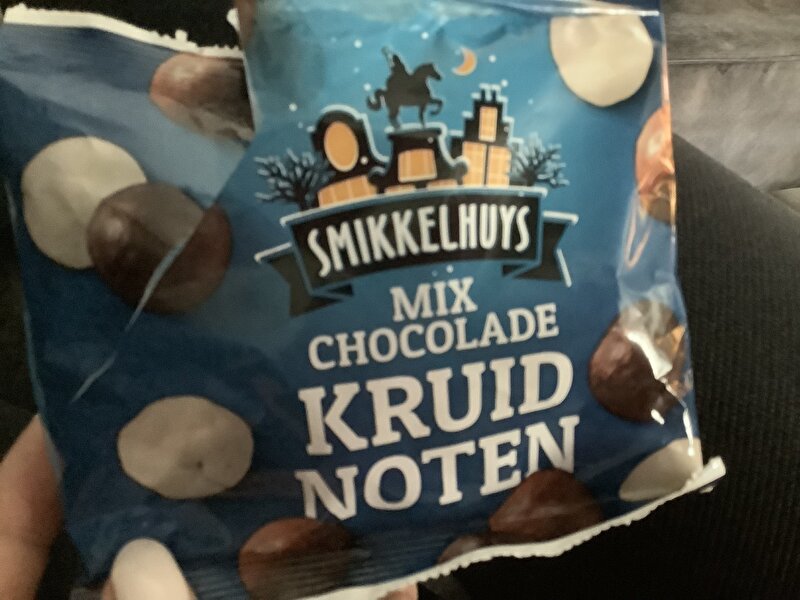 SMIKKELHUYS
MIX
CHOCOLADE
KRUID
NOTEN